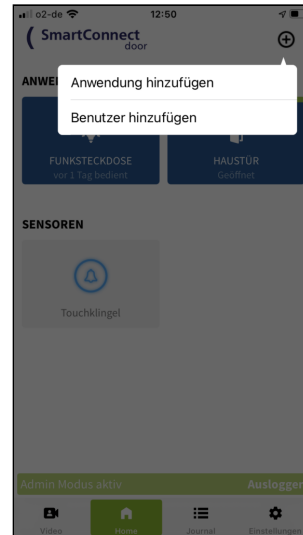 o2-de 12:50
SmartConnect
door
ANWE
Anwendung hinzufügen
Benutzer hinzufügen
FUNKSTECKDOSE
vor 1 Tag bedient
HAUSTÜR
Geöffnet
SENSOREN
Touchklingel
Admin Modus aktiv Ausloggen
Video Home Journal Einstellungen